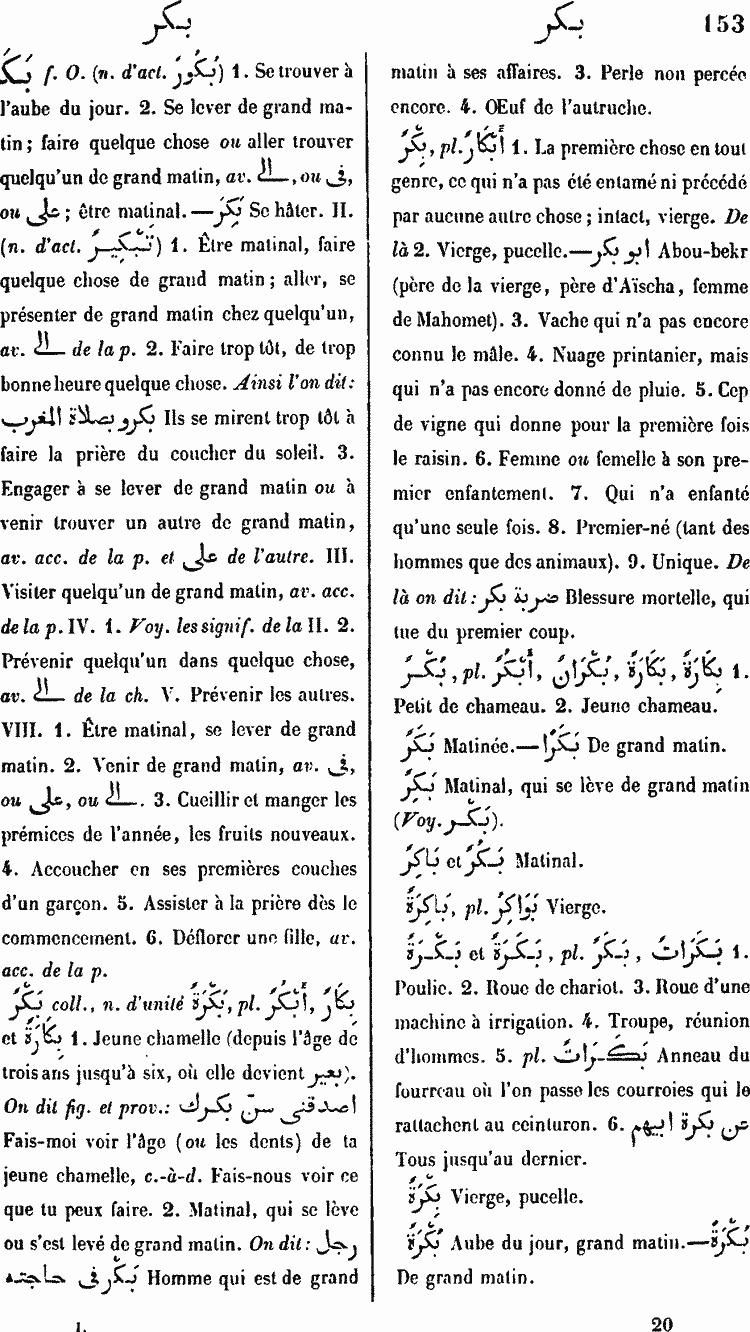 بكر
بكر
153
بَكَرَ f. O. (n. d'act. بُكُورٌ) 1. Se trouver à
l'aube du jour. 2. Se lever de grand ma-
tin; faire quelque chose ou aller trouver
quelqu'un de grand matin, av. الى, ou فى,
ou على; être matinal. — بَكِرَ Se hâter. II.
(n. d'act. تَبْكِيرٌ) 1. Être matinal, faire
quelque chose de grand matin; aller, se
présenter de grand matin chez quelqu'un,
av. الى de la p. 2. Faire trop tôt, de trop
bonne heure quelque chose. Ainsi l'on dit:
بكروبصلاة المغرب Ils se mirent trop tôt à
faire la prière du coucher du soleil. 3.
Engager à se lever de grand matin ou à
venir trouver un autre de grand matin,
av. acc. de la p. et على de l'autre. III.
Visiter quelqu'un de grand matin, av. acc.
de la p. IV. 1. Voy. les signif. de la II. 2.
Prévenir quelqu'un dans quelque chose,
av. الى de la ch. V. Prévenir les autres.
VIII. 1. Être matinal, se lever de grand
matin. 2. Venir de grand matin, av. فى,
ou على, ou الى. 3. Cueillir et manger les
prémices de l'année, les fruits nouveaux.
4. Accoucher en ses premières couches
d'un garçon. 5. Assister à la prière dès le
commencement. 6. Déflorer une fille, av.
acc. de la p.
بَكْرٌ coll., n. d'unité بَكْرَةٌ, pl. أَبْكُرٌ, بِكَارٌ
et بِكَارَةٌ 1. Jeune chamelle (depuis l'âge de
trois ans jusqu'à six, où elle devient بعير).
On dit fig. et prov.: اصدقنى سنّ بكرك
Fais-moi voir l'âge (ou les dents) de ta
jeune chamelle, c.-à-d. Fais-nous voir ce
que tu peux faire. 2. Matinal, qui se lève
ou s'est levé de grand matin. On dit: رجل
بَكْر فى حاجته Homme qui est de grand
1.
matin à ses affaires. 3. Perle non percée
encore. 4. Œuf de l'autruche.
بِكْرٌ, pl. أَبْكَارٌ 1. La première chose en tout
genre, ce qui n'a pas été entamé ni précédé
par aucune autre chose; intact, vierge. De
là 2. Vierge, pucelle. — ابو بكر Abou-bekr
(père de la vierge, père d'Aïscha, femme
de Mahomet). 3. Vache qui n'a pas encore
connu le mâle. 4. Nuage printanier, mais
qui n'a pas encore donné de pluie. 5. Cep
de vigne qui donne pour la première fois
le raisin. 6. Femme ou femelle à son pre-
mier enfantement. 7. Qui n'a enfanté
qu'une seule fois. 8. Premier-né (tant des
hommes que des animaux). 9. Unique. De
là on dit: ضربة بكر Blessure mortelle, qui
tue du premier coup.
بُكْرٌ, pl. أَبْكُرٌ, بُكْرَانٌ, بَكَارَةٌ, بِكَارَةٌ 1.
Petit de chameau. 2. Jeune chameau.
بَكَرٌ Matinée. — بَكَرًا De grand matin.
بَكِرٌ Matinal, qui se lève de grand matin
(Voy. بَكُر).
بَاكِرٌ et بَكُرٌ Matinal.
بَاكِرَةٌ, pl. بَوَاكِرُ Vierge.
بَكْرَةٌ et بَكَرَةٌ, pl. بَكَرٌ, بَكَرَاتٌ 1.
Poulie. 2. Roue de chariot. 3. Roue d'une
machine à irrigation. 4. Troupe, réunion
d'hommes. 5. pl. بَكَرَاتٌ Anneau du
fourreau où l'on passe les courroies qui le
rattachent au ceinturon. 6. عن بكرة ابيهم
Tous jusqu'au dernier.
بِكْرَةٌ Vierge, pucelle.
بُكْرَةٌ Aube du jour, grand matin. — بُكْرَةً
De grand matin.
20